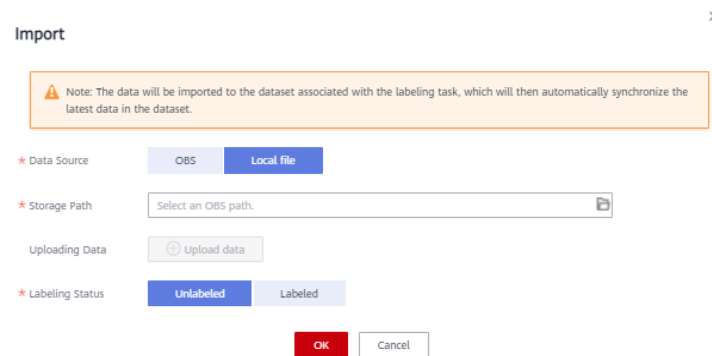 Import
Note: The data will be imported to the dataset associated with the labeling task, which will then automatically synchronize the
latest data in the dataset.
* Data Source OBS Local file
* Storage Path Select an OBS path.
Uploading Data Upload data
* Labeling Status Unlabeled Labeled
OK Cancel